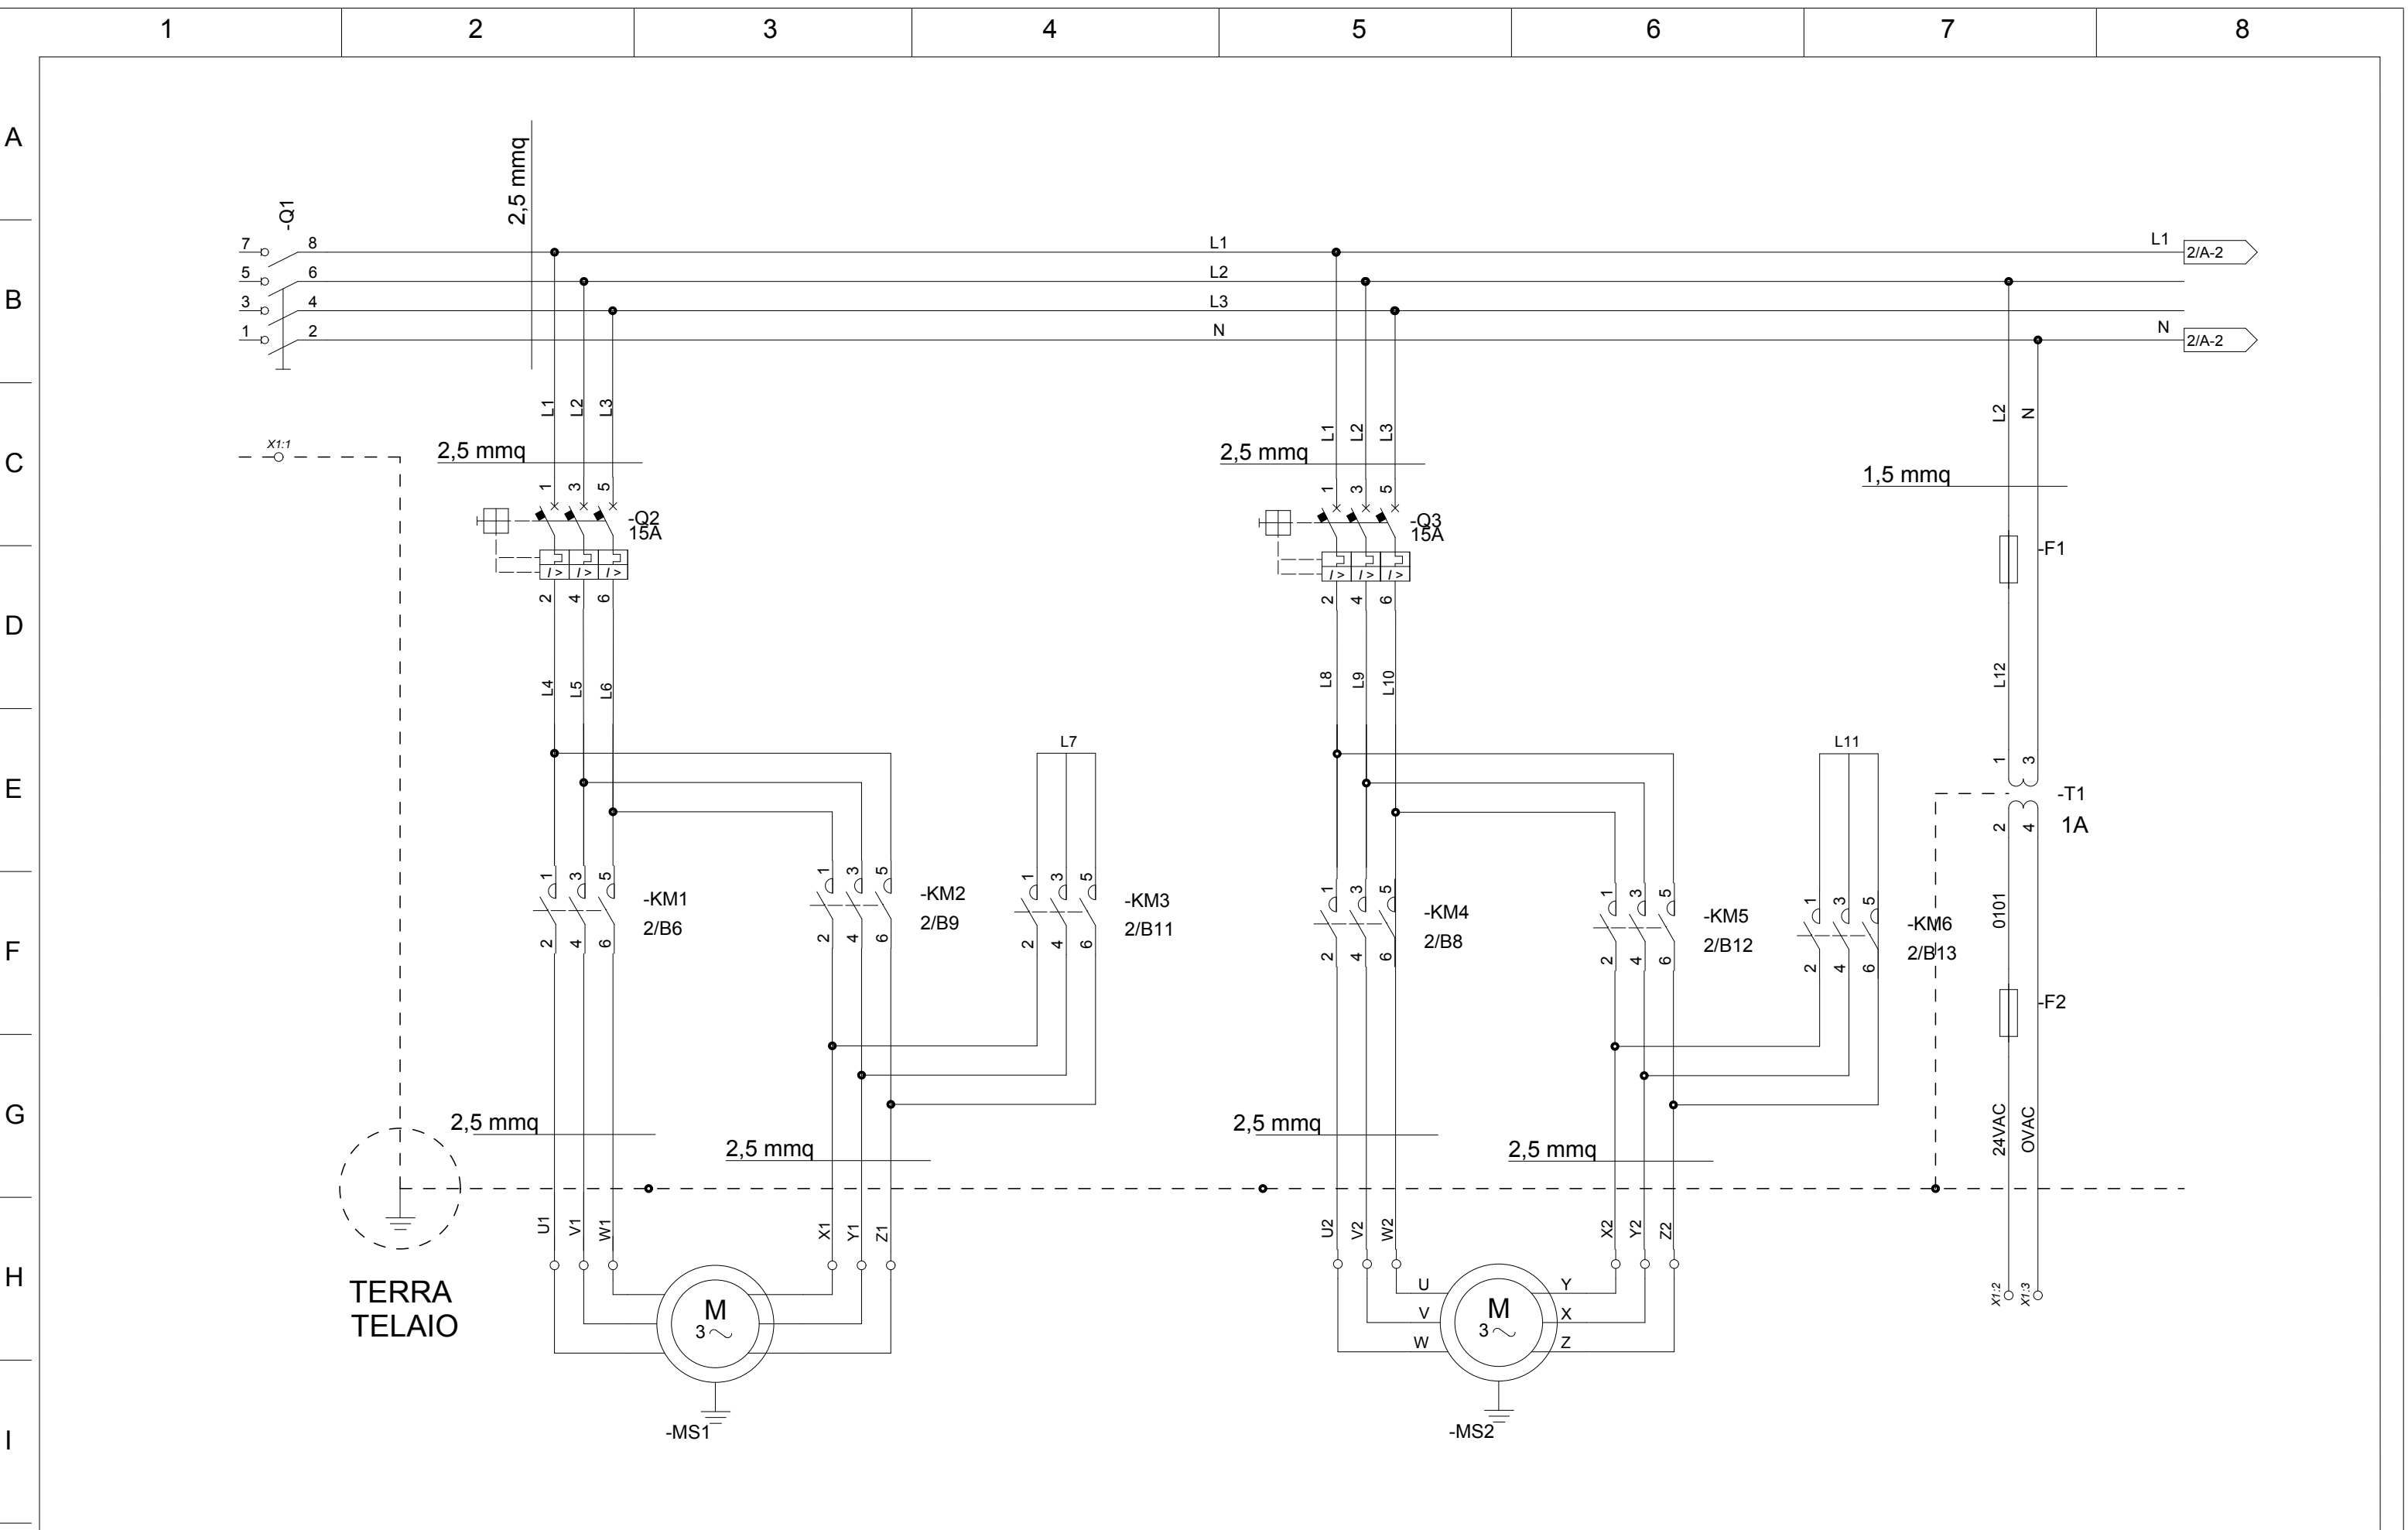 1 2 3 4 5 6 7 8
A
2,5 mmq
-Q1
7 8 L1 L1 2/A-2
5 6 L2
B
3 4 L3
1 2 N N 2/A-2
L1 L2 L3
L1 L2 L3
L2 N
X1:1
C
2,5 mmq
2,5 mmq
1,5 mmq
1 3 5
-Q2
15A
1 3 5
-Q3
15A
-F1
I > I > I >
I > I > I >
2 4 6
2 4 6
D
L4 L5 L6
L8 L9 L10
L12
L7
L11
1 3
E
-T1
1A
2 4
1 3 5
-KM1
2/B6
2 4 6
1 3 5
-KM2
2/B9
2 4 6
1 3 5
-KM3
2/B11
2 4 6
1 3 5
-KM4
2/B8
2 4 6
1 3 5
-KM5
2/B12
2 4 6
1 3 5
-KM6
2/B13
2 4 6
0101
F
-F2
G
2,5 mmq
2,5 mmq
2,5 mmq
2,5 mmq
24VAC OVAC
U1 V1 W1
X1 Y1 Z1
U2 V2 W2
X2 Y2 Z2
H
TERRA
TELAIO
M
3
U Y
V X
W Z
M
3
X1:2 X1:3
-MS1
-MS2
I